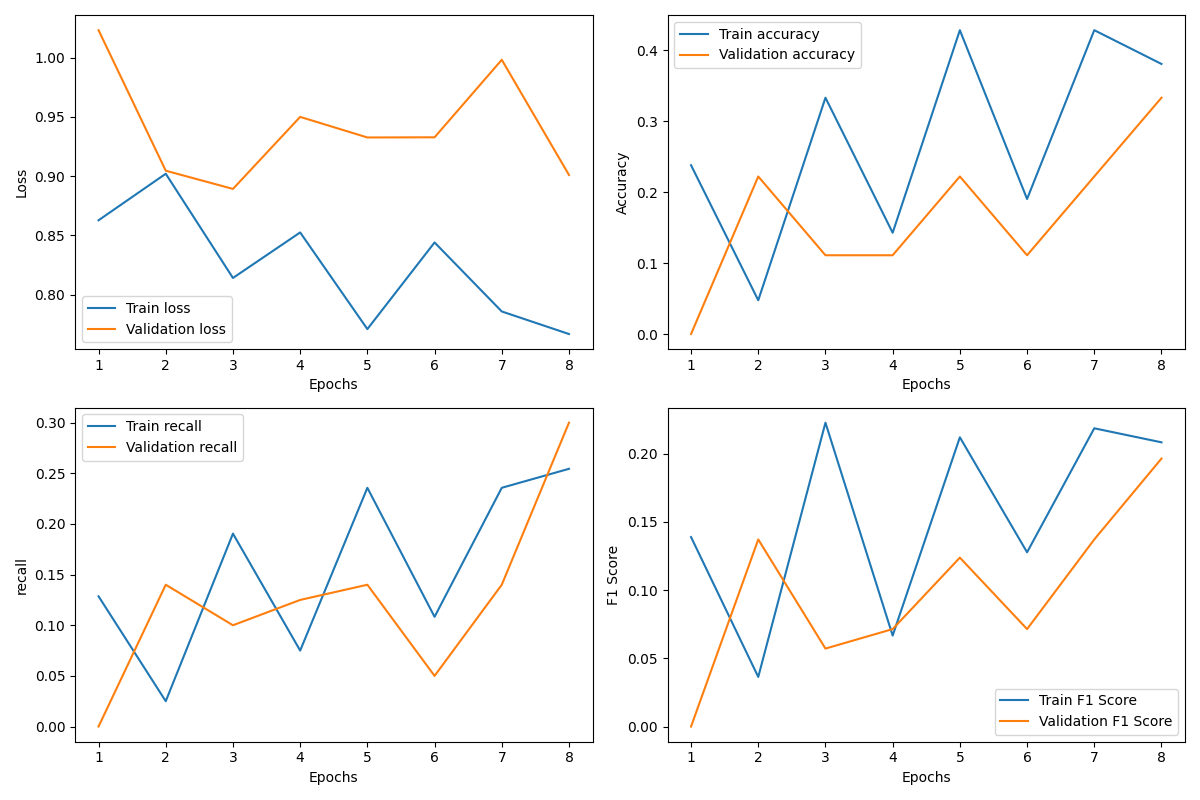 1.00
0.95
0.90
0.85
0.80
Loss
Train loss
Validation loss
1 2 3 4 5 6 7 8
Epochs
Train accuracy
Validation accuracy
0.4
0.3
0.2
0.1
0.0
Accuracy
1 2 3 4 5 6 7 8
Epochs
Train recall
Validation recall
0.30
0.25
0.20
0.15
0.10
0.05
0.00
recall
1 2 3 4 5 6 7 8
Epochs
0.20
0.15
0.10
0.05
0.00
F1 Score
Train F1 Score
Validation F1 Score
1 2 3 4 5 6 7 8
Epochs